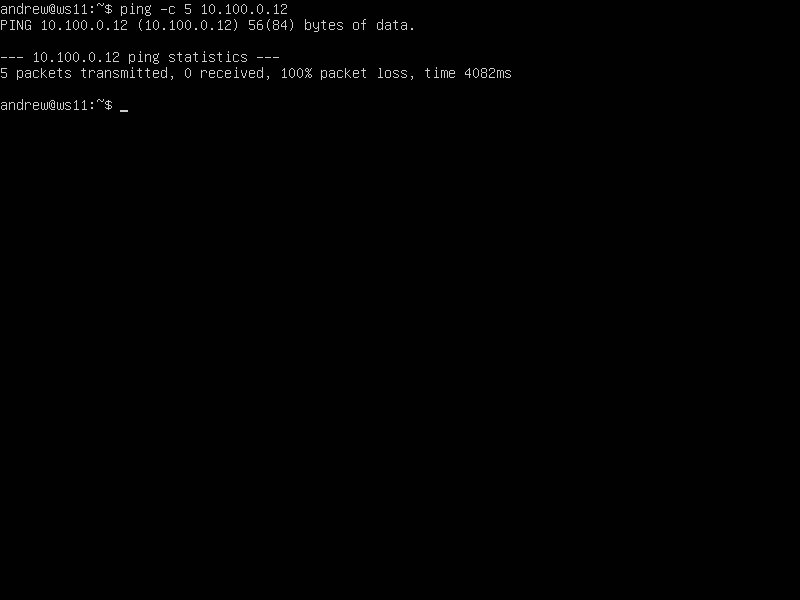 andrew@ws11:~$ ping -c 5 10.100.0.12
PING 10.100.0.12 (10.100.0.12) 56(84) bytes of data.
--- 10.100.0.12 ping statistics ---
5 packets transmitted, 0 received, 100% packet loss, time 4082ms
andrew@ws11:~$ _